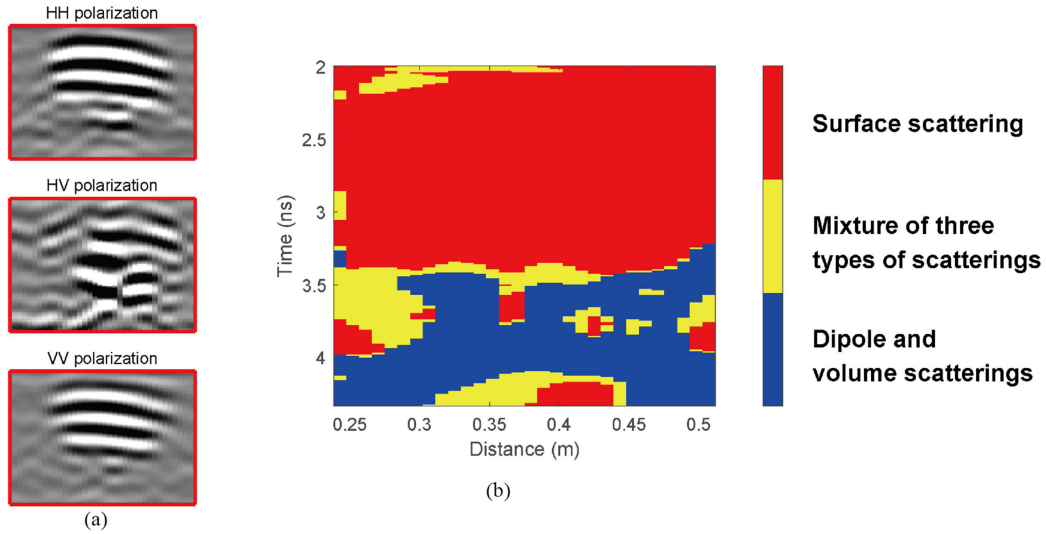 HH polarization
HV polarization
VV polarization
(a)
2
2.5
3
3.5
4
Time (ns)
0.25
0.3
0.35
0.4
0.45
0.5
Distance (m)
(b)
Surface scattering
Mixture of three
types of scatterings
Dipole and
volume scatterings